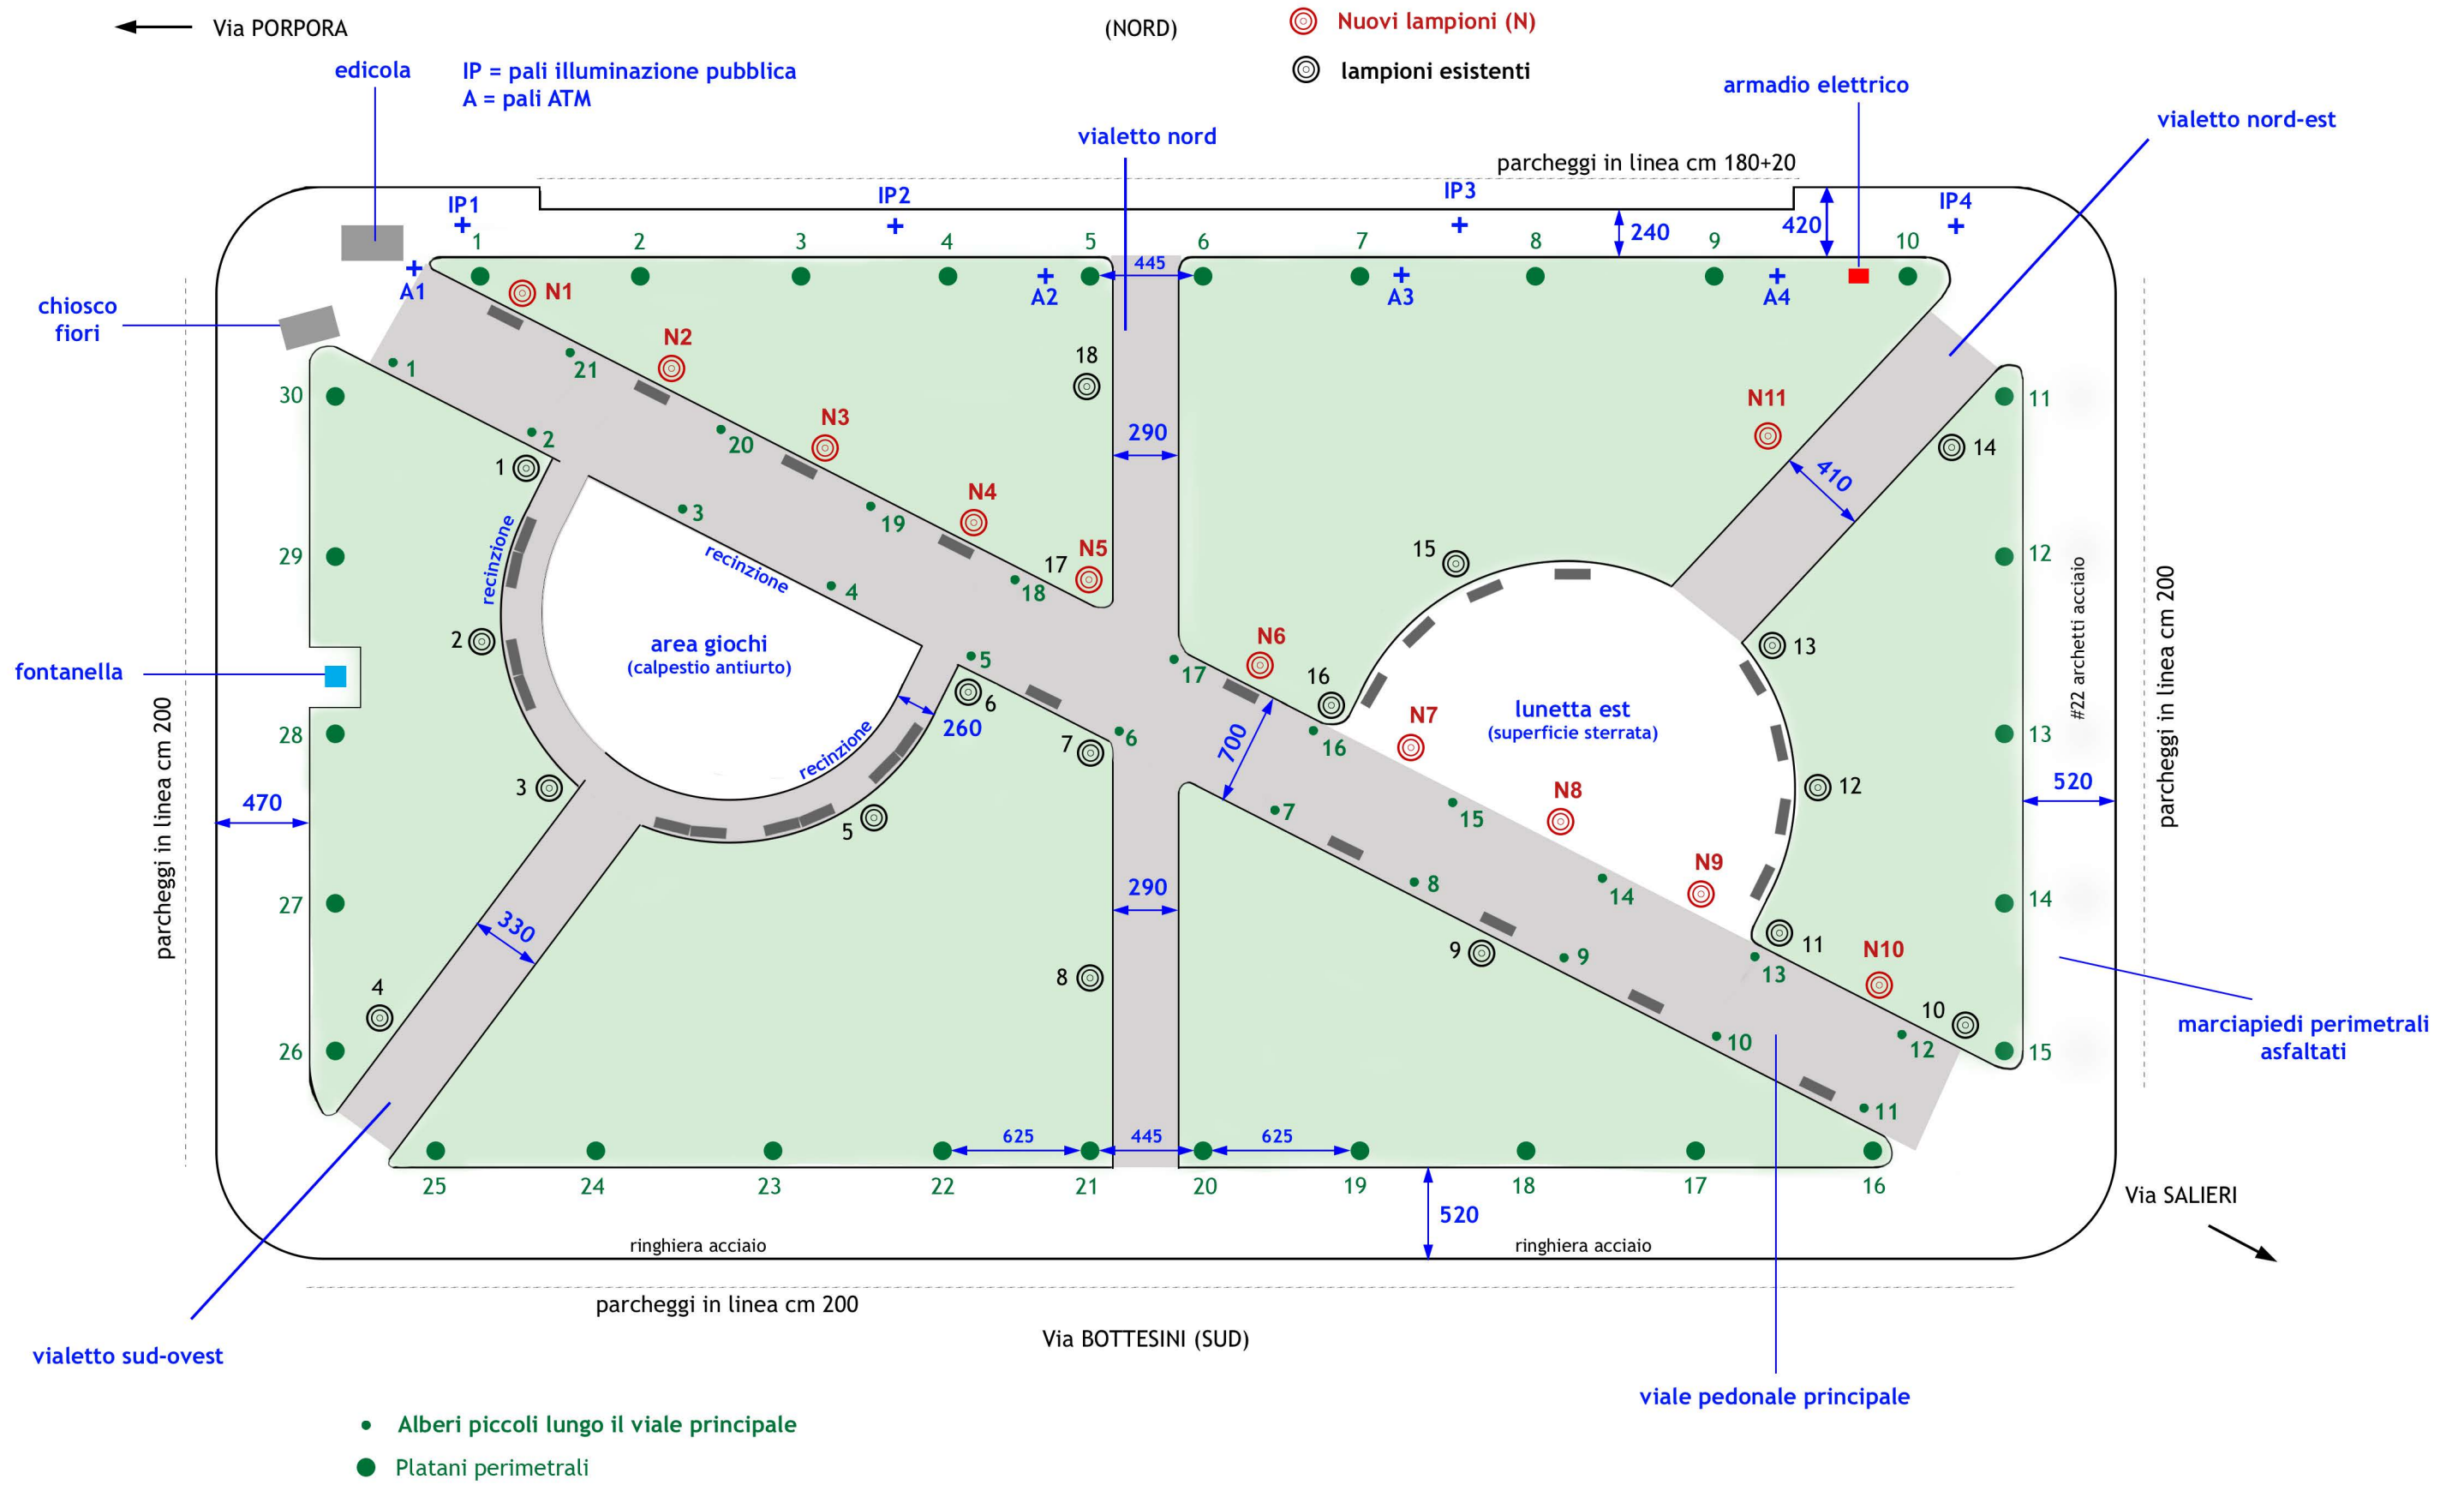 Via PORPORA
(NORD)
Nuovi lampioni (N)
lampioni esistenti
edicola
IP = pali illuminazione pubblica
A = pali ATM
armadio elettrico
vialetto nord-est
vialetto nord
parcheggi in linea cm 180+20
IP1
IP2
IP3
IP4
420
240
1
2
3
4
5
6
7
8
9
10
445
A1
A2
A3
A4
N1
chiosco
fiori
N2
18
1
21
30
11
N3
N11
20
290
2
1
14
410
N4
3
19
recinzione
recinzione
17
N5
15
29
12
4
18
#22 archetti acciaio
parcheggi in linea cm 200
2
area giochi
(calpestio antiurto)
5
N6
17
13
fontanella
16
6
260
N7
lunetta est
(superficie sterrata)
28
13
recinzione
7
6
700
16
parcheggi in linea cm 200
3
470
5
7
N8
15
12
520
330
290
8
N9
14
27
14
9
9
11
N10
13
4
8
10
10
12
26
15
marciapiedi perimetrali
asfaltati
11
625
445
625
25
24
23
22
21
20
19
18
17
16
520
Via SALIERI
ringhiera acciaio
ringhiera acciaio
parcheggi in linea cm 200
Via BOTTESINI (SUD)
vialetto sud-ovest
viale pedonale principale
Alberi piccoli lungo il viale principale
Platani perimetrali